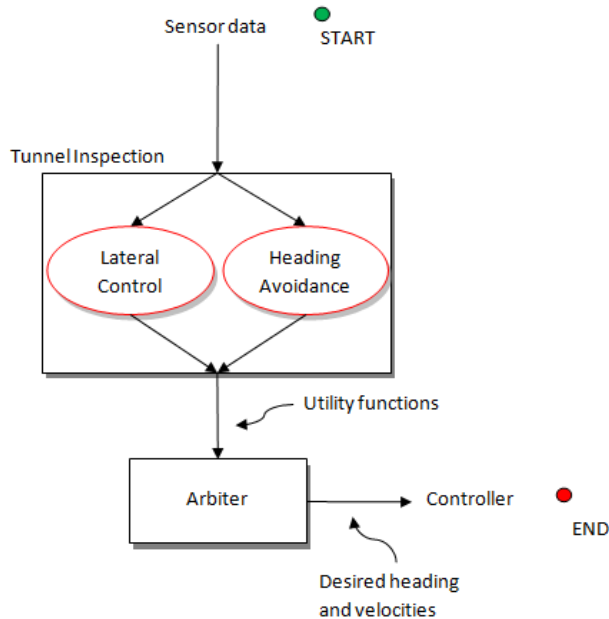 Sensor data
START
Tunnel Inspection
Lateral
Control
Heading
Avoidance
Utility functions
Arbiter
Controller
END
Desired heading
and velocities